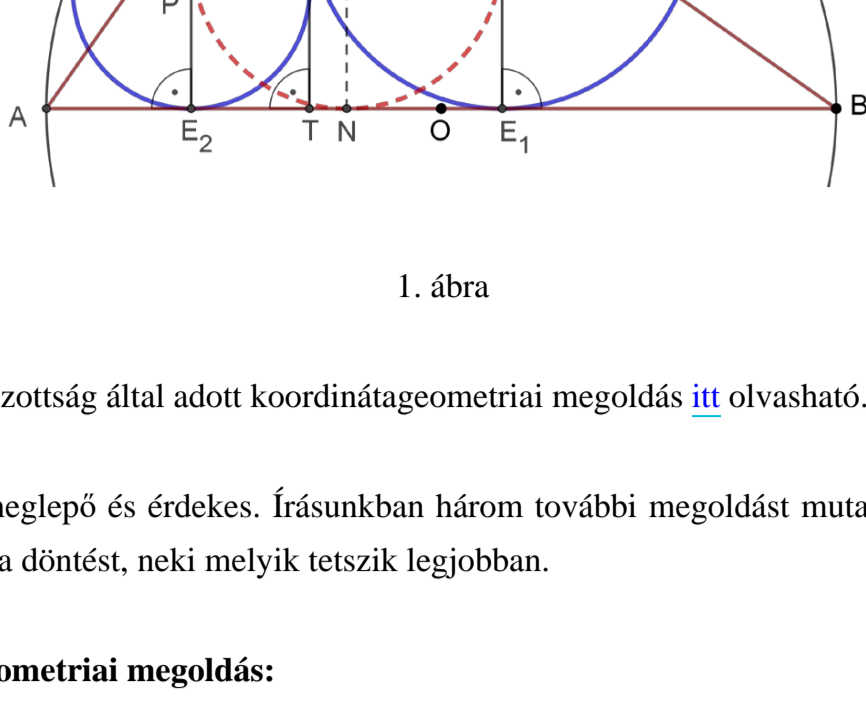 P
A E₂ T N O E₁ B
1. ábra
zottság által adott koordinátageometriai megoldás itt olvasható.
neglepő és érdekes. Írásunkban három további megoldást muta
a döntést, neki melyik tetszik legjobban.
ometriai megoldás: